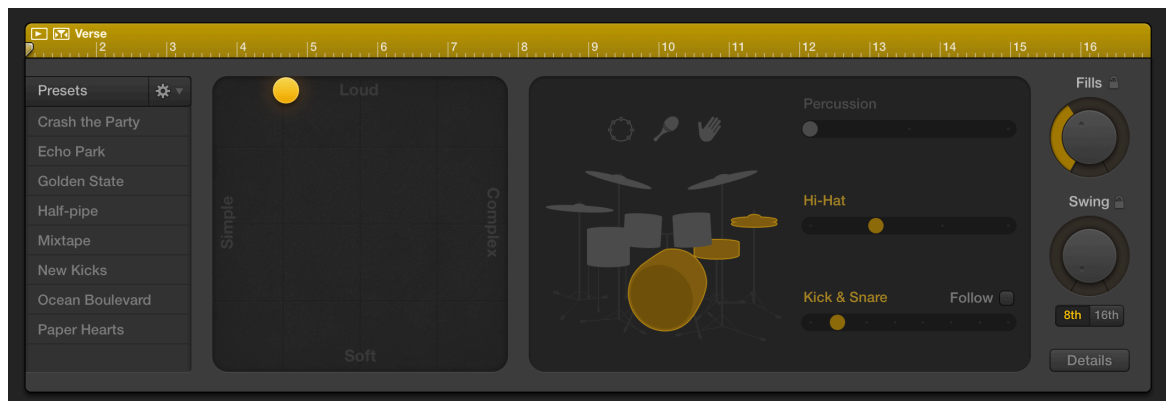 Verse
2 3 4 5 6 7 8 9 10 11 12 13 14 15 16
Presets
Crash the Party
Echo Park
Golden State
Half-pipe
Mixtape
New Kicks
Ocean Boulevard
Paper Hearts
Loud
Simple
Complex
Soft
Percussion
Hi-Hat
Kick & Snare Follow
Fills
Swing
8th 16th
Details